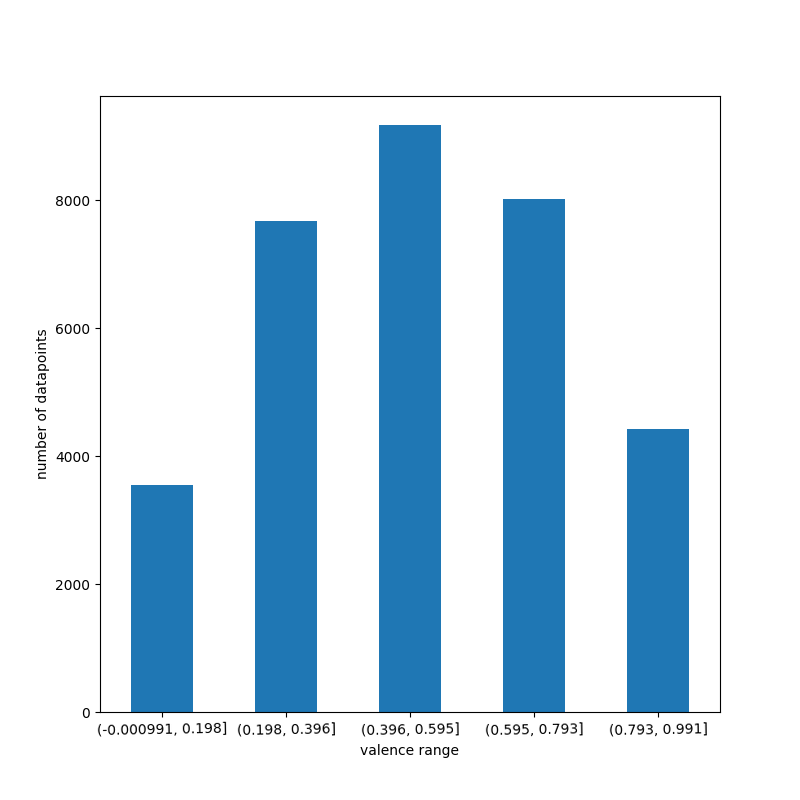 number of datapoints
8000
6000
4000
2000
0
(-0.000991, 0.198] (0.198, 0.396] (0.396, 0.595] (0.595, 0.793] (0.793, 0.991]
valence range